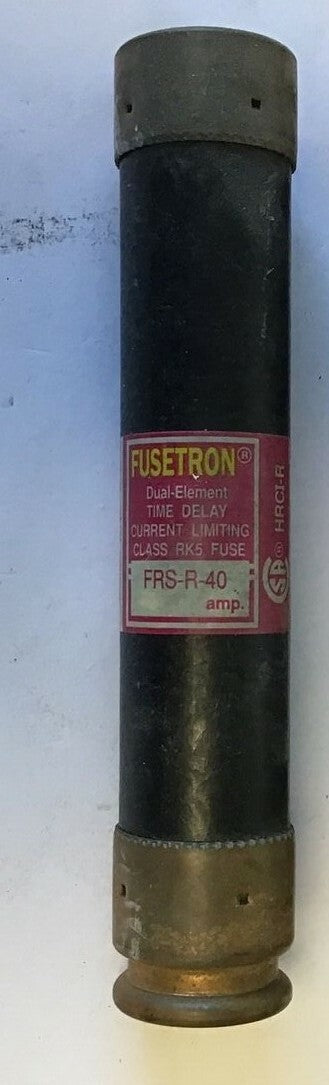 FUSETRON®
Dual-Element
TIME DELAY
CURRENT LIMITING
CLASS RK5 FUSE
FRS-R-40
amp.
® HRCI-R